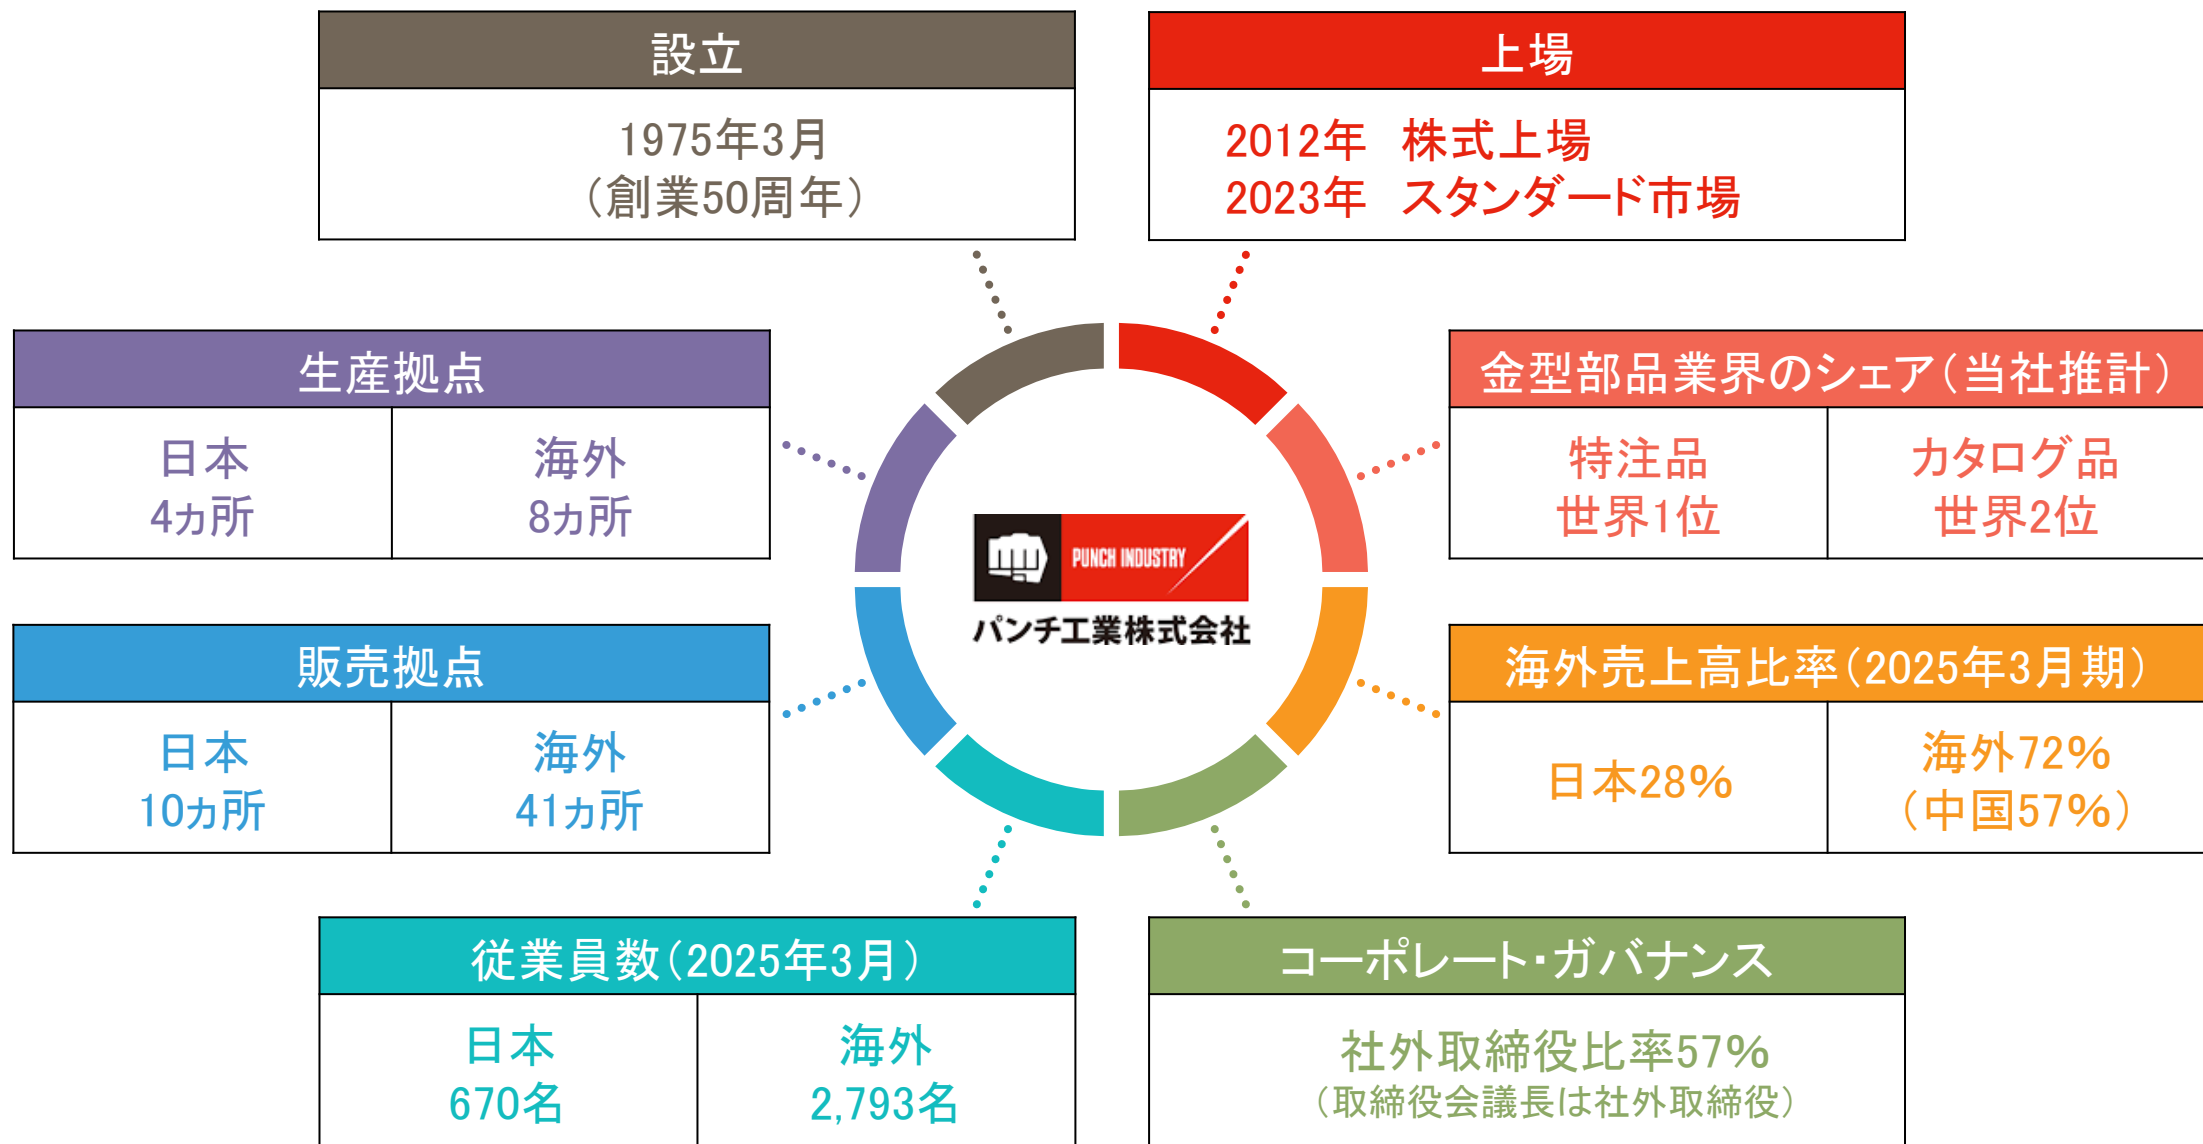 設立
1975年3月
（創業50周年）
上場
2012年　株式上場
2023年　スタンダード市場
生産拠点
日本
4ヵ所
海外
8ヵ所
金型部品業界のシェア（当社推計）
特注品
世界1位
カタログ品
世界2位
PUNCH INDUSTRY
パンチ工業株式会社
販売拠点
日本
10ヵ所
海外
41ヵ所
海外売上高比率（2025年3月期）
日本28%
海外72%
（中国57%）
従業員数（2025年3月）
日本
670名
海外
2,793名
コーポレート・ガバナンス
社外取締役比率57%
（取締役会議長は社外取締役）